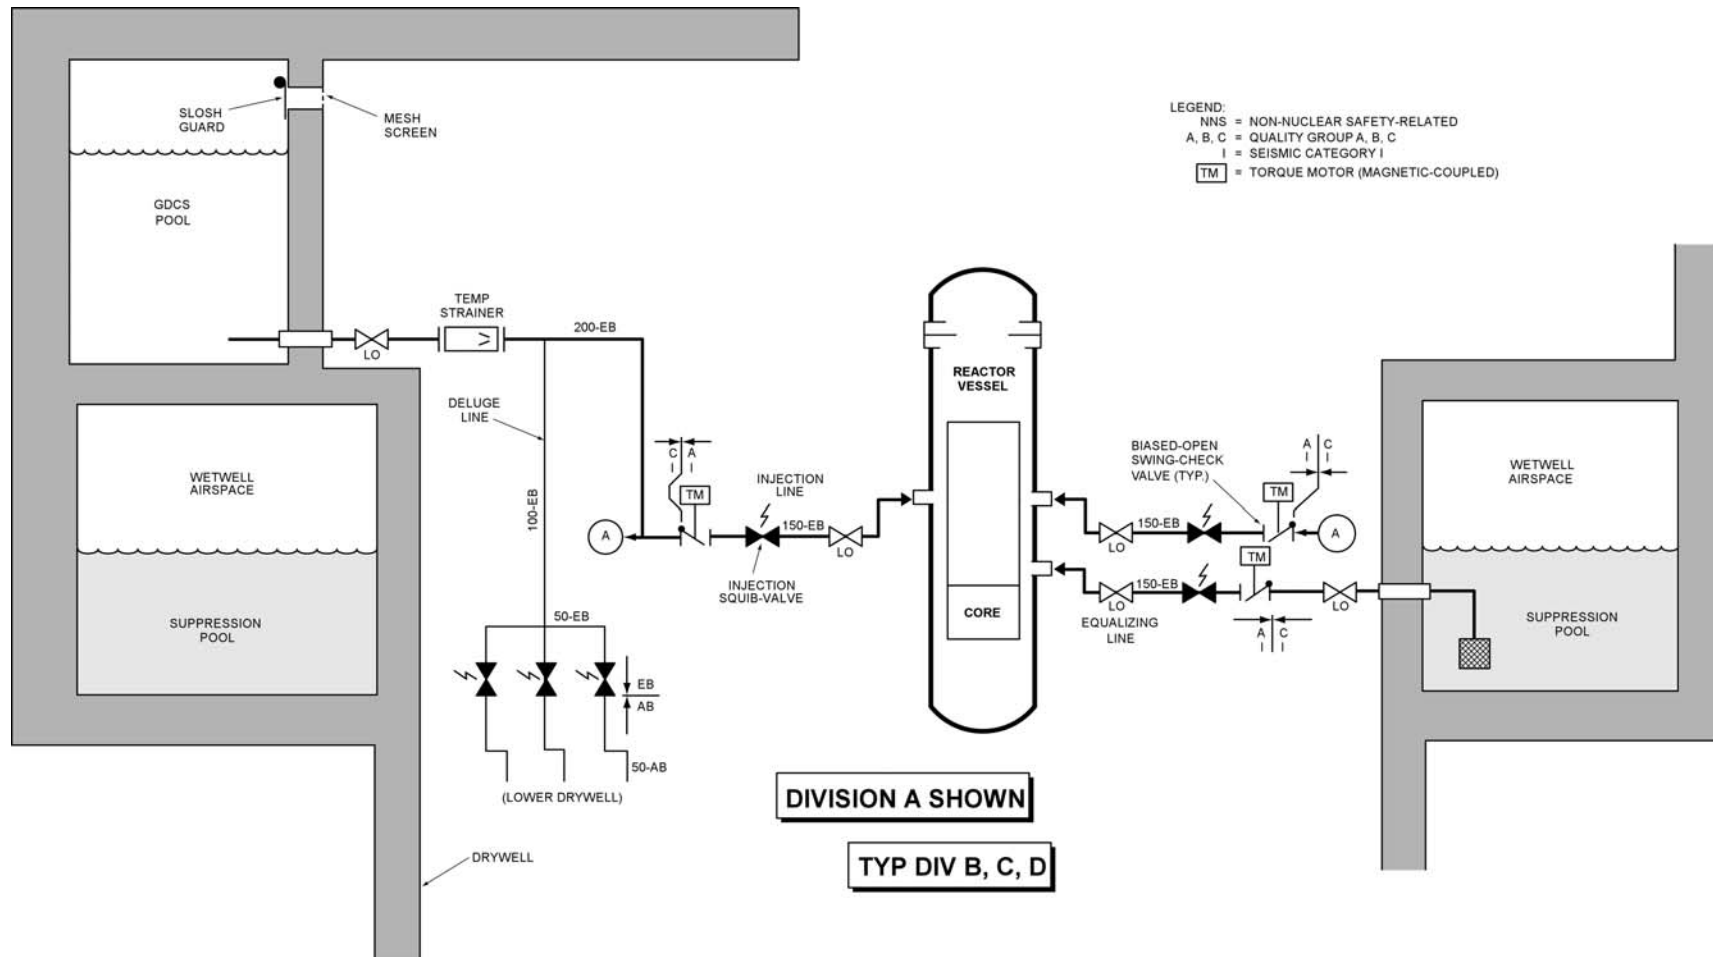 SLOSH
GUARD
MESH
SCREEN
GDCS
POOL
LEGEND:
NNS = NON-NUCLEAR SAFETY-RELATED
A, B, C = QUALITY GROUP A, B, C
I = SEISMIC CATEGORY I
TM = TORQUE MOTOR (MAGNETIC-COUPLED)
TEMP
STRAINER
200-EB
LO
REACTOR
VESSEL
DELUGE
LINE
WETWELL
AIRSPACE
SUPPRESSION
POOL
100-EB
C A
I I
TM
INJECTION
LINE
A
150-EB
LO
INJECTION
SQUIB-VALVE
BIASED-OPEN
SWING-CHECK
VALVE (TYP.)
A C
I I
TM
150-EB
LO
A
TM
150-EB
LO
LO
EQUALIZING
LINE
A C
I I
CORE
WETWELL
AIRSPACE
SUPPRESSION
POOL
50-EB
EB
AB
50-AB
(LOWER DRYWELL)
DIVISION A SHOWN
TYP DIV B, C, D
DRYWELL